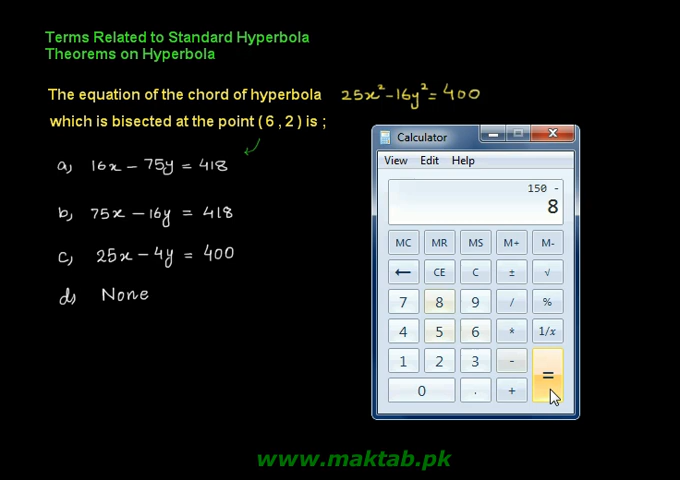 Terms Related to Standard Hyperbola
Theorems on Hyperbola
The equation of the chord of hyperbola 25x² - 16y² = 400
which is bisected at the point ( 6 , 2 ) is ;
a) 16x - 75y = 418
b) 75x - 16y = 418
c) 25x - 4y = 400
d) None
Calculator
View Edit Help
150 -
8
MC MR MS M+ M-
← CE C ± √
7 8 9 / %
4 5 6 * 1/x
1 2 3 - =
0 . +
www.maktab.pk